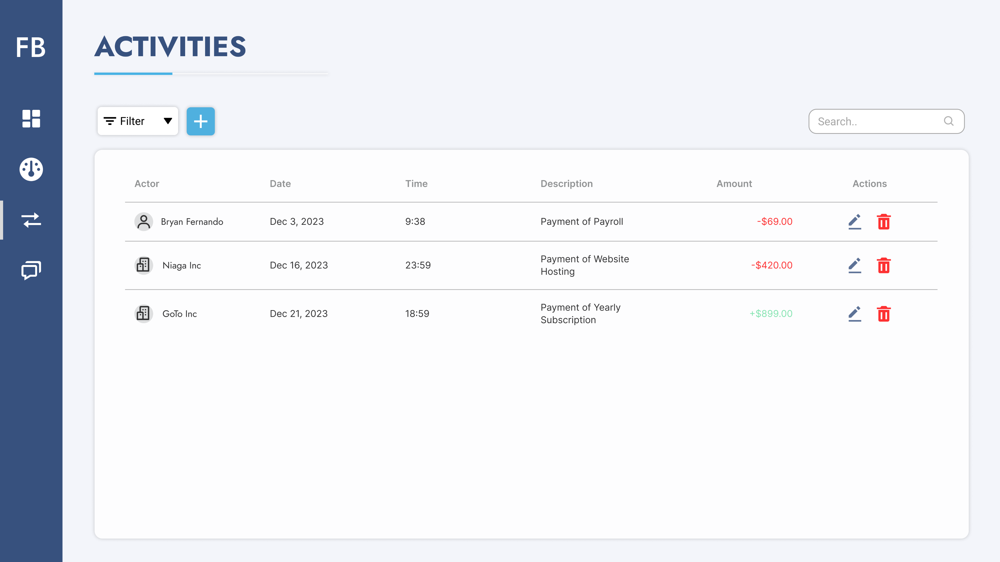 FB
ACTIVITIES
Filter
Search..
Actor Date Time Description Amount Actions
Bryan Fernando Dec 3, 2023 9:38 Payment of Payroll -$69.00
Niaga Inc Dec 16, 2023 23:59 Payment of Website
Hosting -$420.00
GoTo Inc Dec 21, 2023 18:59 Payment of Yearly
Subscription +$899.00